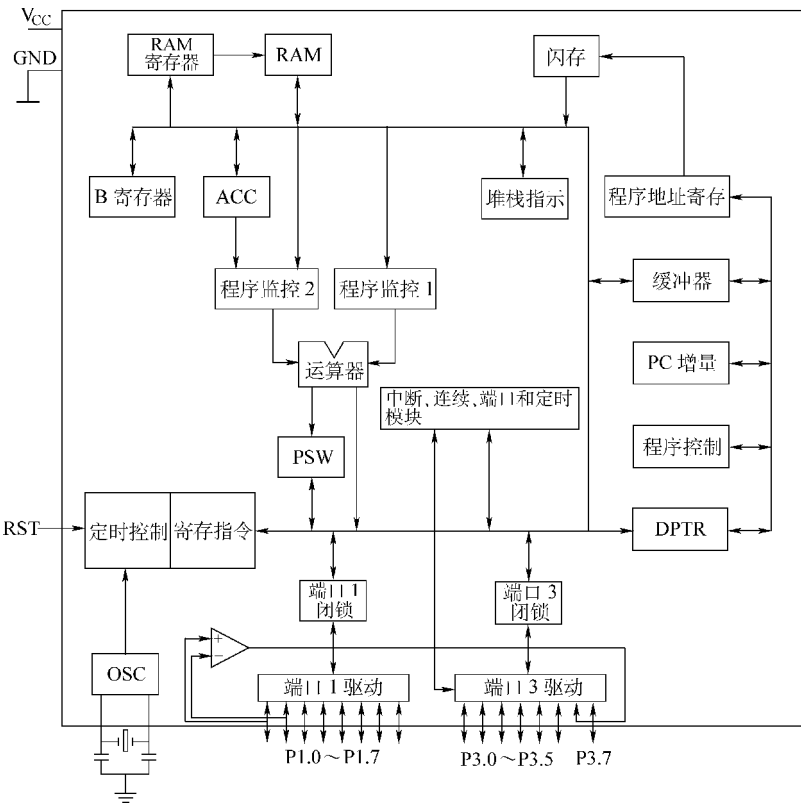 VCC
GND
RAM
寄存器
RAM
闪存
B 寄存器
ACC
堆栈指示
程序地址寄存
程序监控 2
程序监控 1
缓冲器
运算器
PC 增量
中断、连续、端口和定时
模块
PSW
程序控制
RST
定时控制
寄存指令
DPTR
端口 1
闭锁
端口 3
闭锁
+
−
OSC
端口 1 驱动
端口 3 驱动
P1.0～P1.7
P3.0～P3.5
P3.7